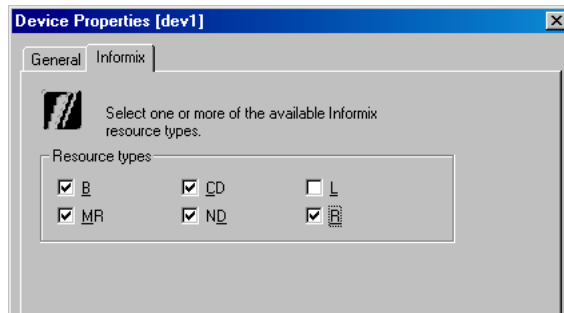 Device Properties [dev1]
General Informix
Select one or more of the available Informix
resource types.
Resource types
B CD L
MR ND R